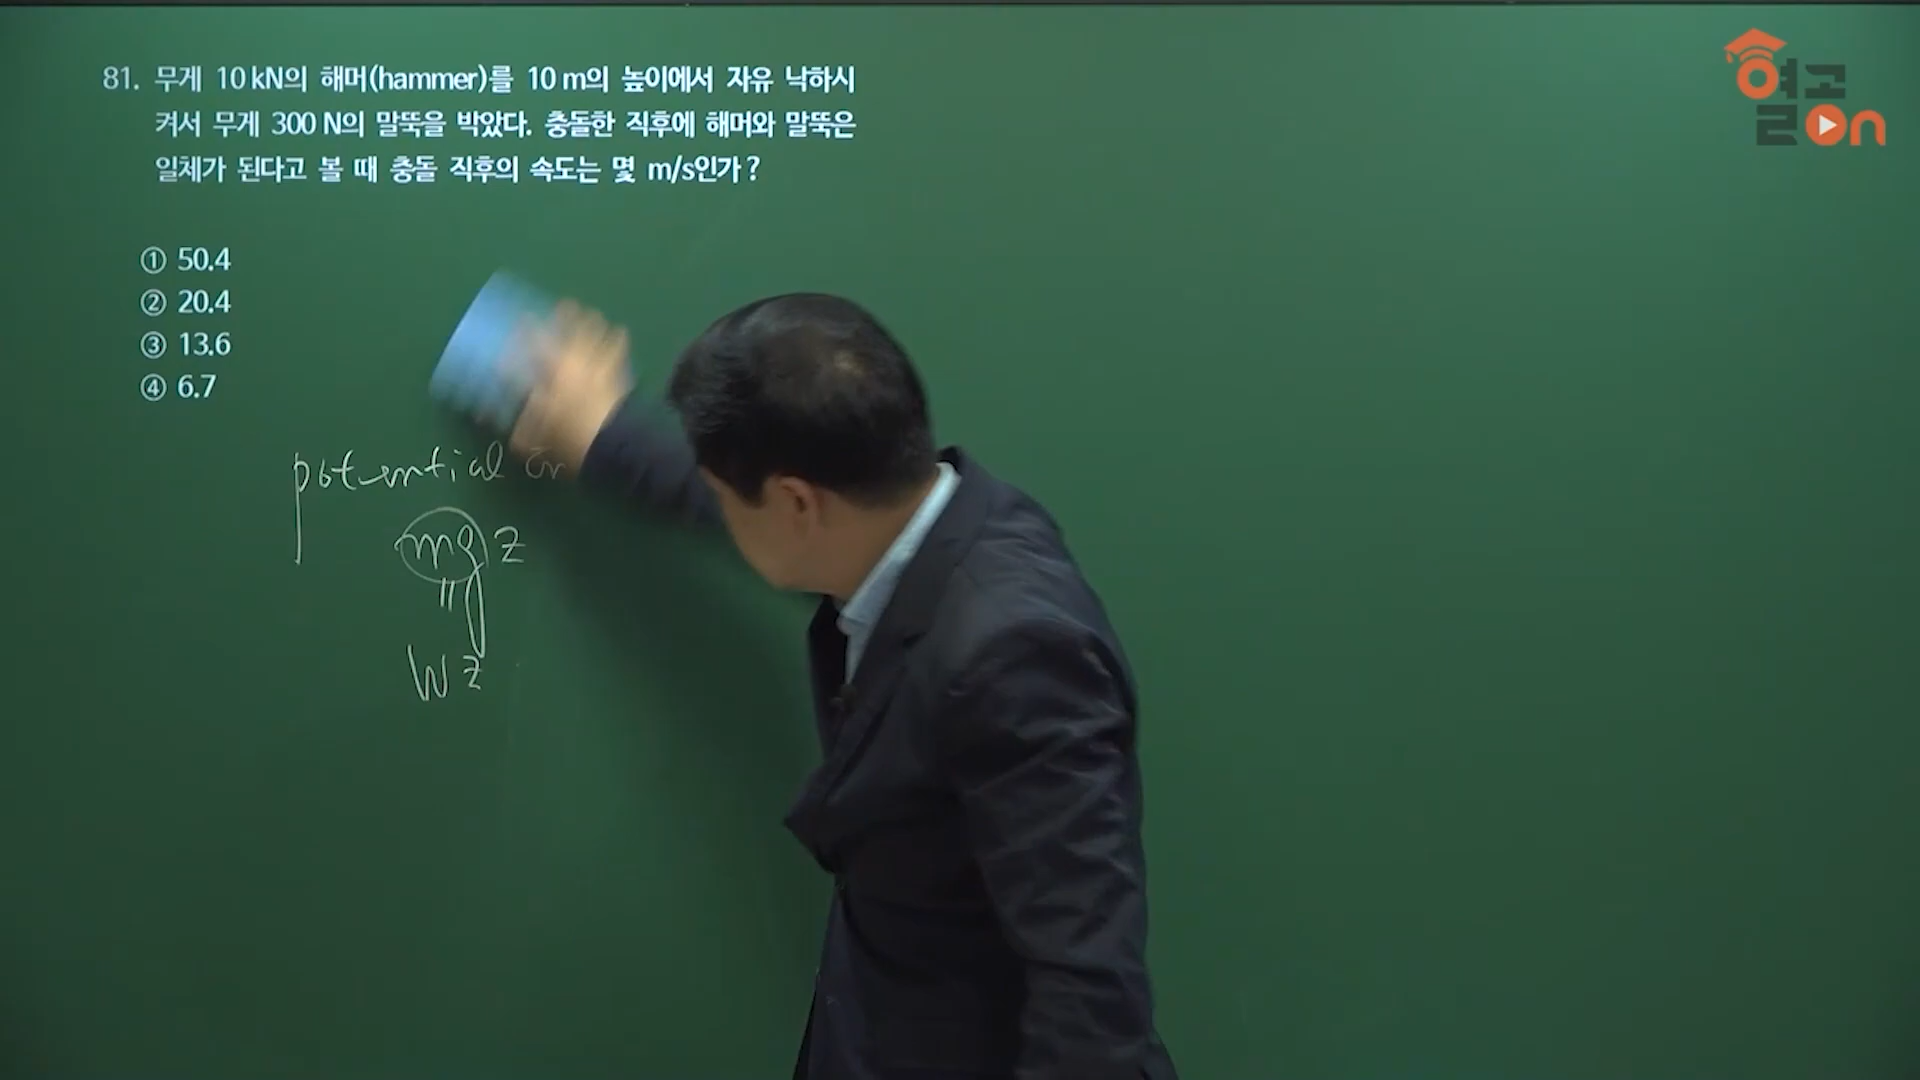 81. 무게 10 kN의 해머(hammer)를 10 m의 높이에서 자유 낙하시
켜서 무게 300 N의 말뚝을 박았다. 충돌한 직후에 해머와 말뚝은
일체가 된다고 볼 때 충돌 직후의 속도는 몇 m/s인가?
① 50.4
② 20.4
③ 13.6
④ 6.7
potential
mg z
"
W z
열고
On